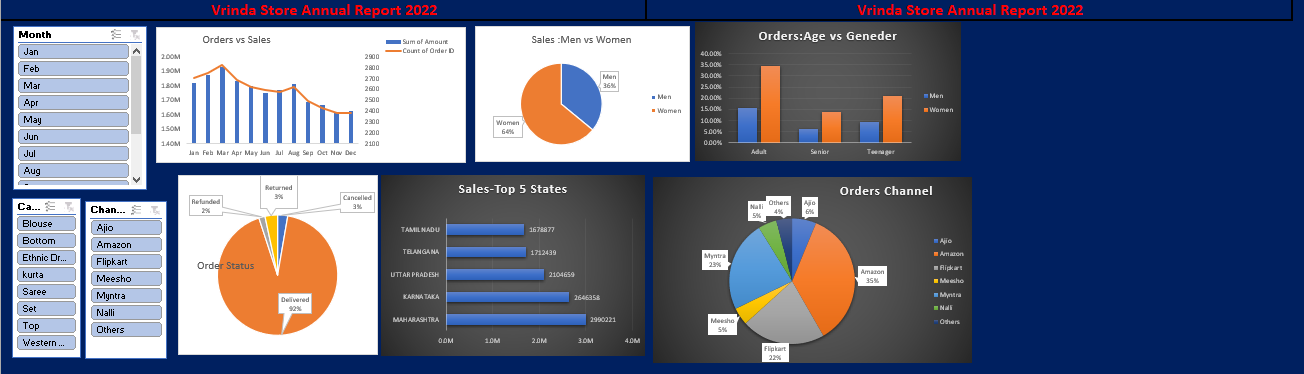 Vrinda Store Annual Report 2022
Vrinda Store Annual Report 2022
Month
Jan
Feb
Mar
Apr
May
Jun
Jul
Aug
Orders vs Sales
Sum of Amount
Count of Order ID
2.00M
1.90M
1.80M
1.70M
1.60M
1.50M
1.40M
2900
2800
2700
2600
2500
2400
2300
2200
2100
Jan Feb Mar Apr May Jun Jul Aug Sep Oct Nov Dec
Sales :Men vs Women
Men
36%
Women
64%
Men
Women
Orders:Age vs Geneder
40.00%
35.00%
30.00%
25.00%
20.00%
15.00%
10.00%
5.00%
0.00%
Adult Senior Teenager
Men
Women
Ca...
Blouse
Bottom
Ethnic Dr...
kurta
Saree
Set
Top
Western ...
Chan...
Ajio
Amazon
Flipkart
Meesho
Myntra
Nalli
Others
Order Status
Returned
3%
Cancelled
3%
Refunded
2%
Delivered
92%
Sales-Top 5 States
TAMIL NADU 1678877
TELANGANA 1712439
UTTAR PRADESH 2104659
KARNATAKA 2646358
MAHARASHTRA 2990221
0.0M 1.0M 2.0M 3.0M 4.0M
Orders Channel
Ajio
6%
Amazon
35%
Flipkart
22%
Meesho
5%
Myntra
23%
Nalli
5%
Others
4%
Ajio
Amazon
Flipkart
Meesho
Myntra
Nalli
Others